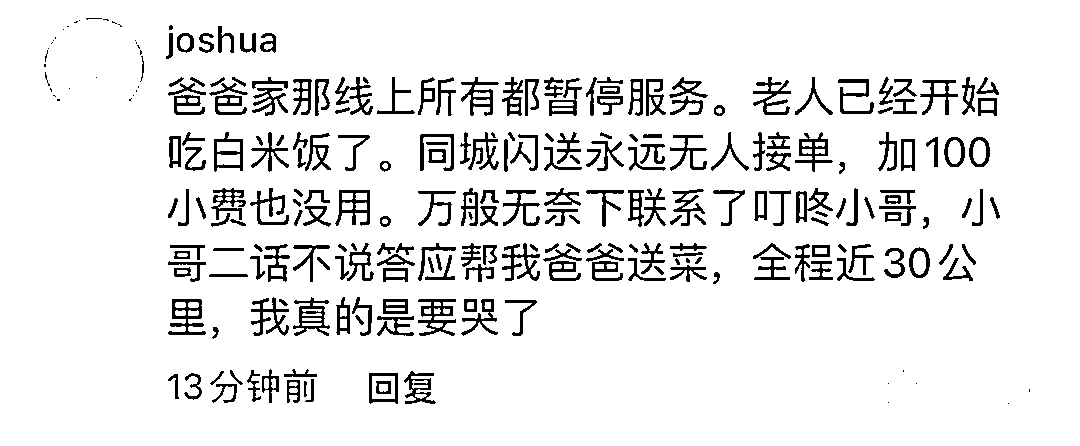 joshua
爸爸家那线上所有都暂停服务。老人已经开始
吃白米饭了。同城闪送永远无人接单，加100
小费也没用。万般无奈下联系了叮咚小哥，小
哥二话不说答应帮我爸爸送菜，全程近30公
里，我真的是要哭了
13分钟前 回复